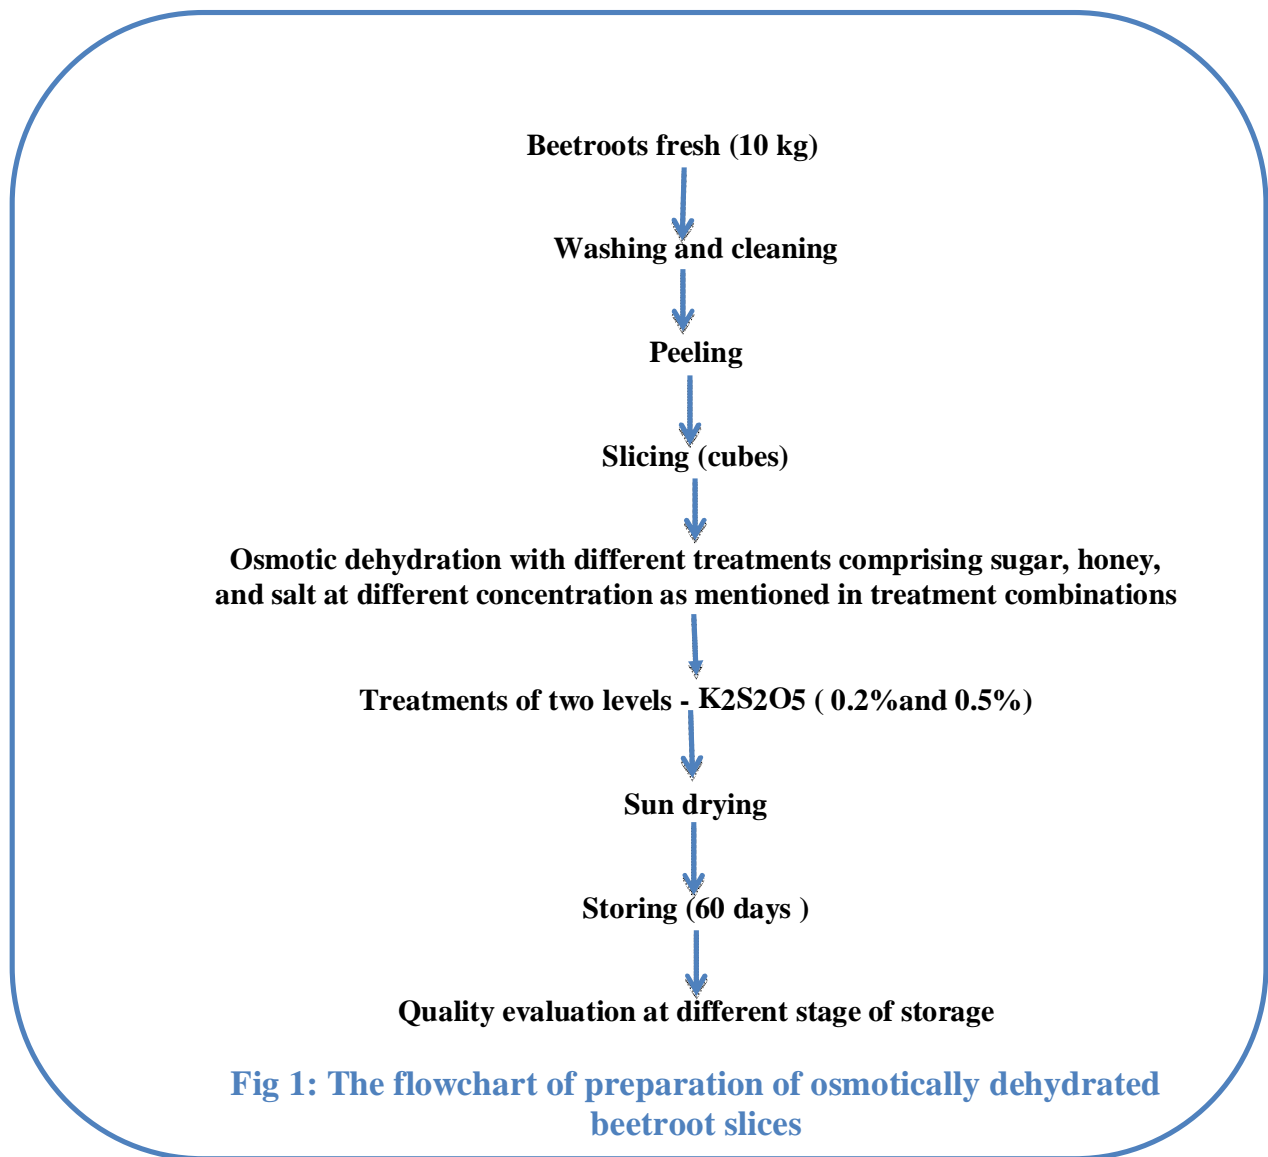 Beetroots fresh (10 kg)
Washing and cleaning
Peeling
Slicing (cubes)
Osmotic dehydration with different treatments comprising sugar, honey,
and salt at different concentration as mentioned in treatment combinations
Treatments of two levels - K2S2O5 ( 0.2%and 0.5%)
Sun drying
Storing (60 days )
Quality evaluation at different stage of storage
Fig 1: The flowchart of preparation of osmotically dehydrated
beetroot slices